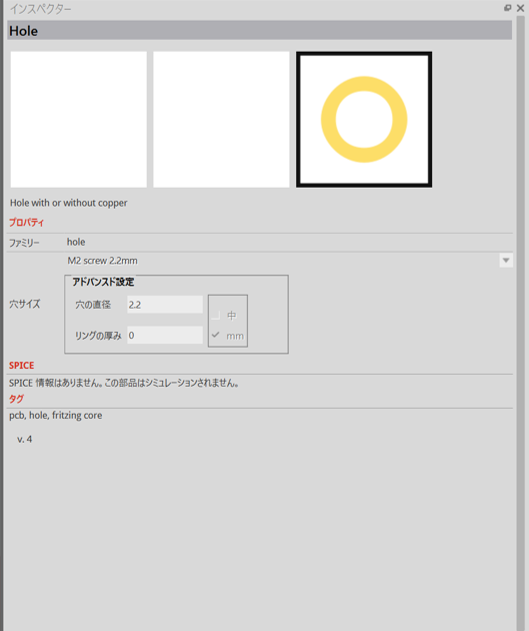 インスペクター
Hole
Hole with or without copper
プロパティ
ファミリー hole
M2 screw 2.2mm
アドバンスド設定
穴サイズ
穴の直径 2.2
中
リングの厚み 0
mm
SPICE
SPICE 情報はありません。この部品はシミュレーションされません。
タグ
pcb, hole, fritzing core
v. 4